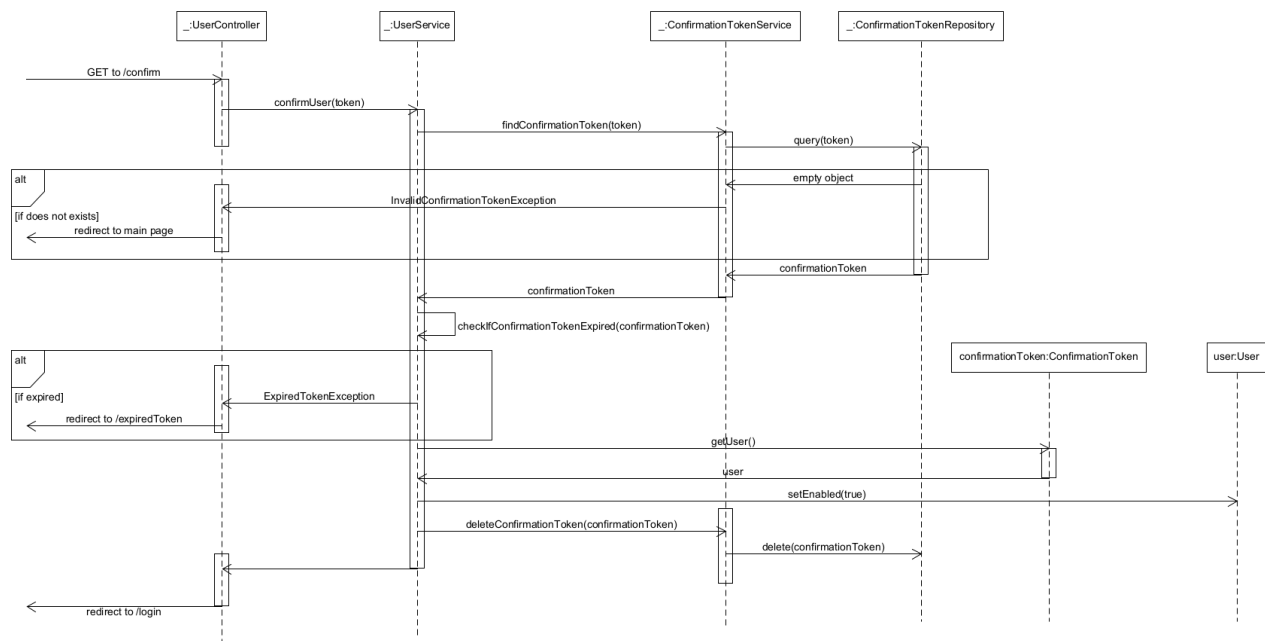 _:UserController
_:UserService
_:ConfirmationTokenService
_:ConfirmationTokenRepository
GET to /confirm
confirmUser(token)
findConfirmationToken(token)
query(token)
alt
empty object
InvalidConfirmationTokenException
[if does not exists]
redirect to main page
confirmationToken
confirmationToken
checkIfConfirmationTokenExpired(confirmationToken)
alt
confirmationToken:ConfirmationToken
user:User
[if expired]
ExpiredTokenException
redirect to /expiredToken
getUser()
user
setEnabled(true)
deleteConfirmationToken(confirmationToken)
delete(confirmationToken)
redirect to /login